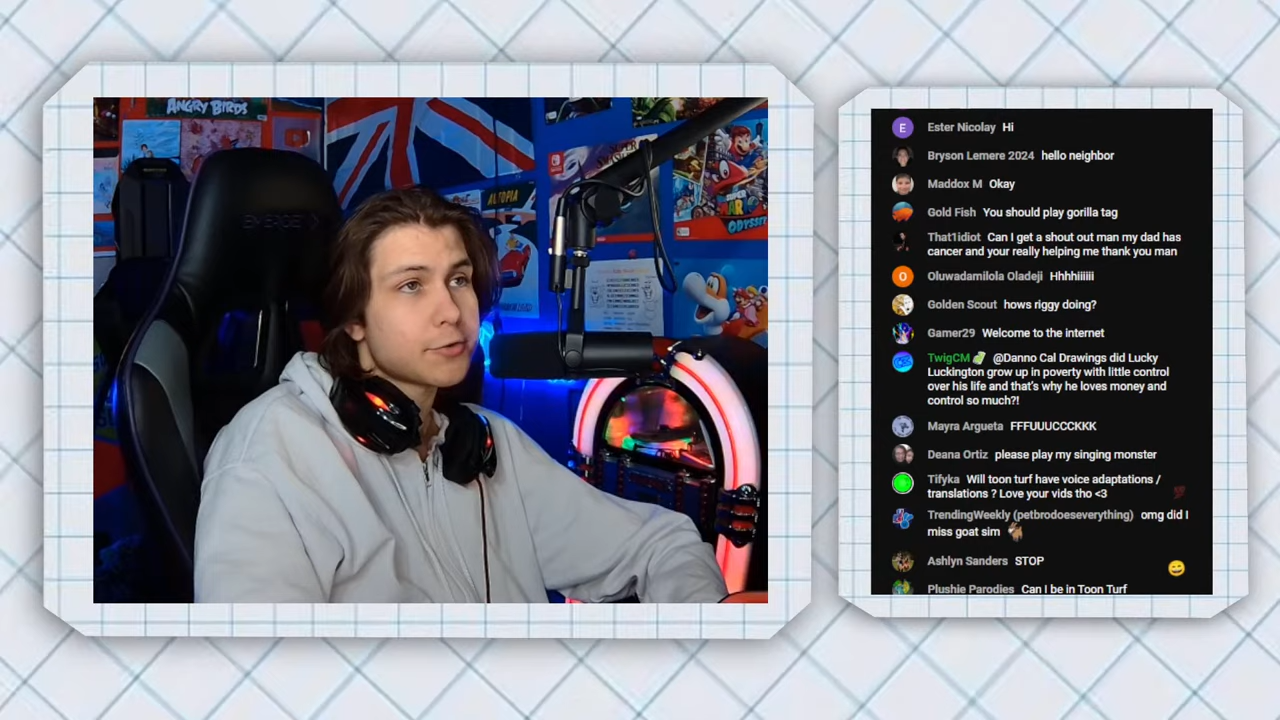 ANGRY BIRDS
EMERGE
AUTOPIA
SUPER
SMASH
SUPER
MARIO
ODYSSEY
Ester Nicolay Hi
Bryson Lemere 2024 hello neighbor
Maddox M Okay
Gold Fish You should play gorilla tag
That1idiot Can I get a shout out man my dad has
cancer and your really helping me thank you man
Oluwadamilola Oladeji Hhhhiiiiii
Golden Scout hows riggy doing?
Gamer29 Welcome to the internet
TwigCM @Danno Cal Drawings did Lucky
Luckington grow up in poverty with little control
over his life and that's why he loves money and
control so much?!
Mayra Argueta FFFUUUCCCKKK
Deana Ortiz please play my singing monster
Tifyka Will toon turf have voice adaptations /
translations ? Love your vids tho <3
TrendingWeekly (petbrodoeseverything) omg did I
miss goat sim
Ashlyn Sanders STOP
Plushie Parodies Can I be in Toon Turf